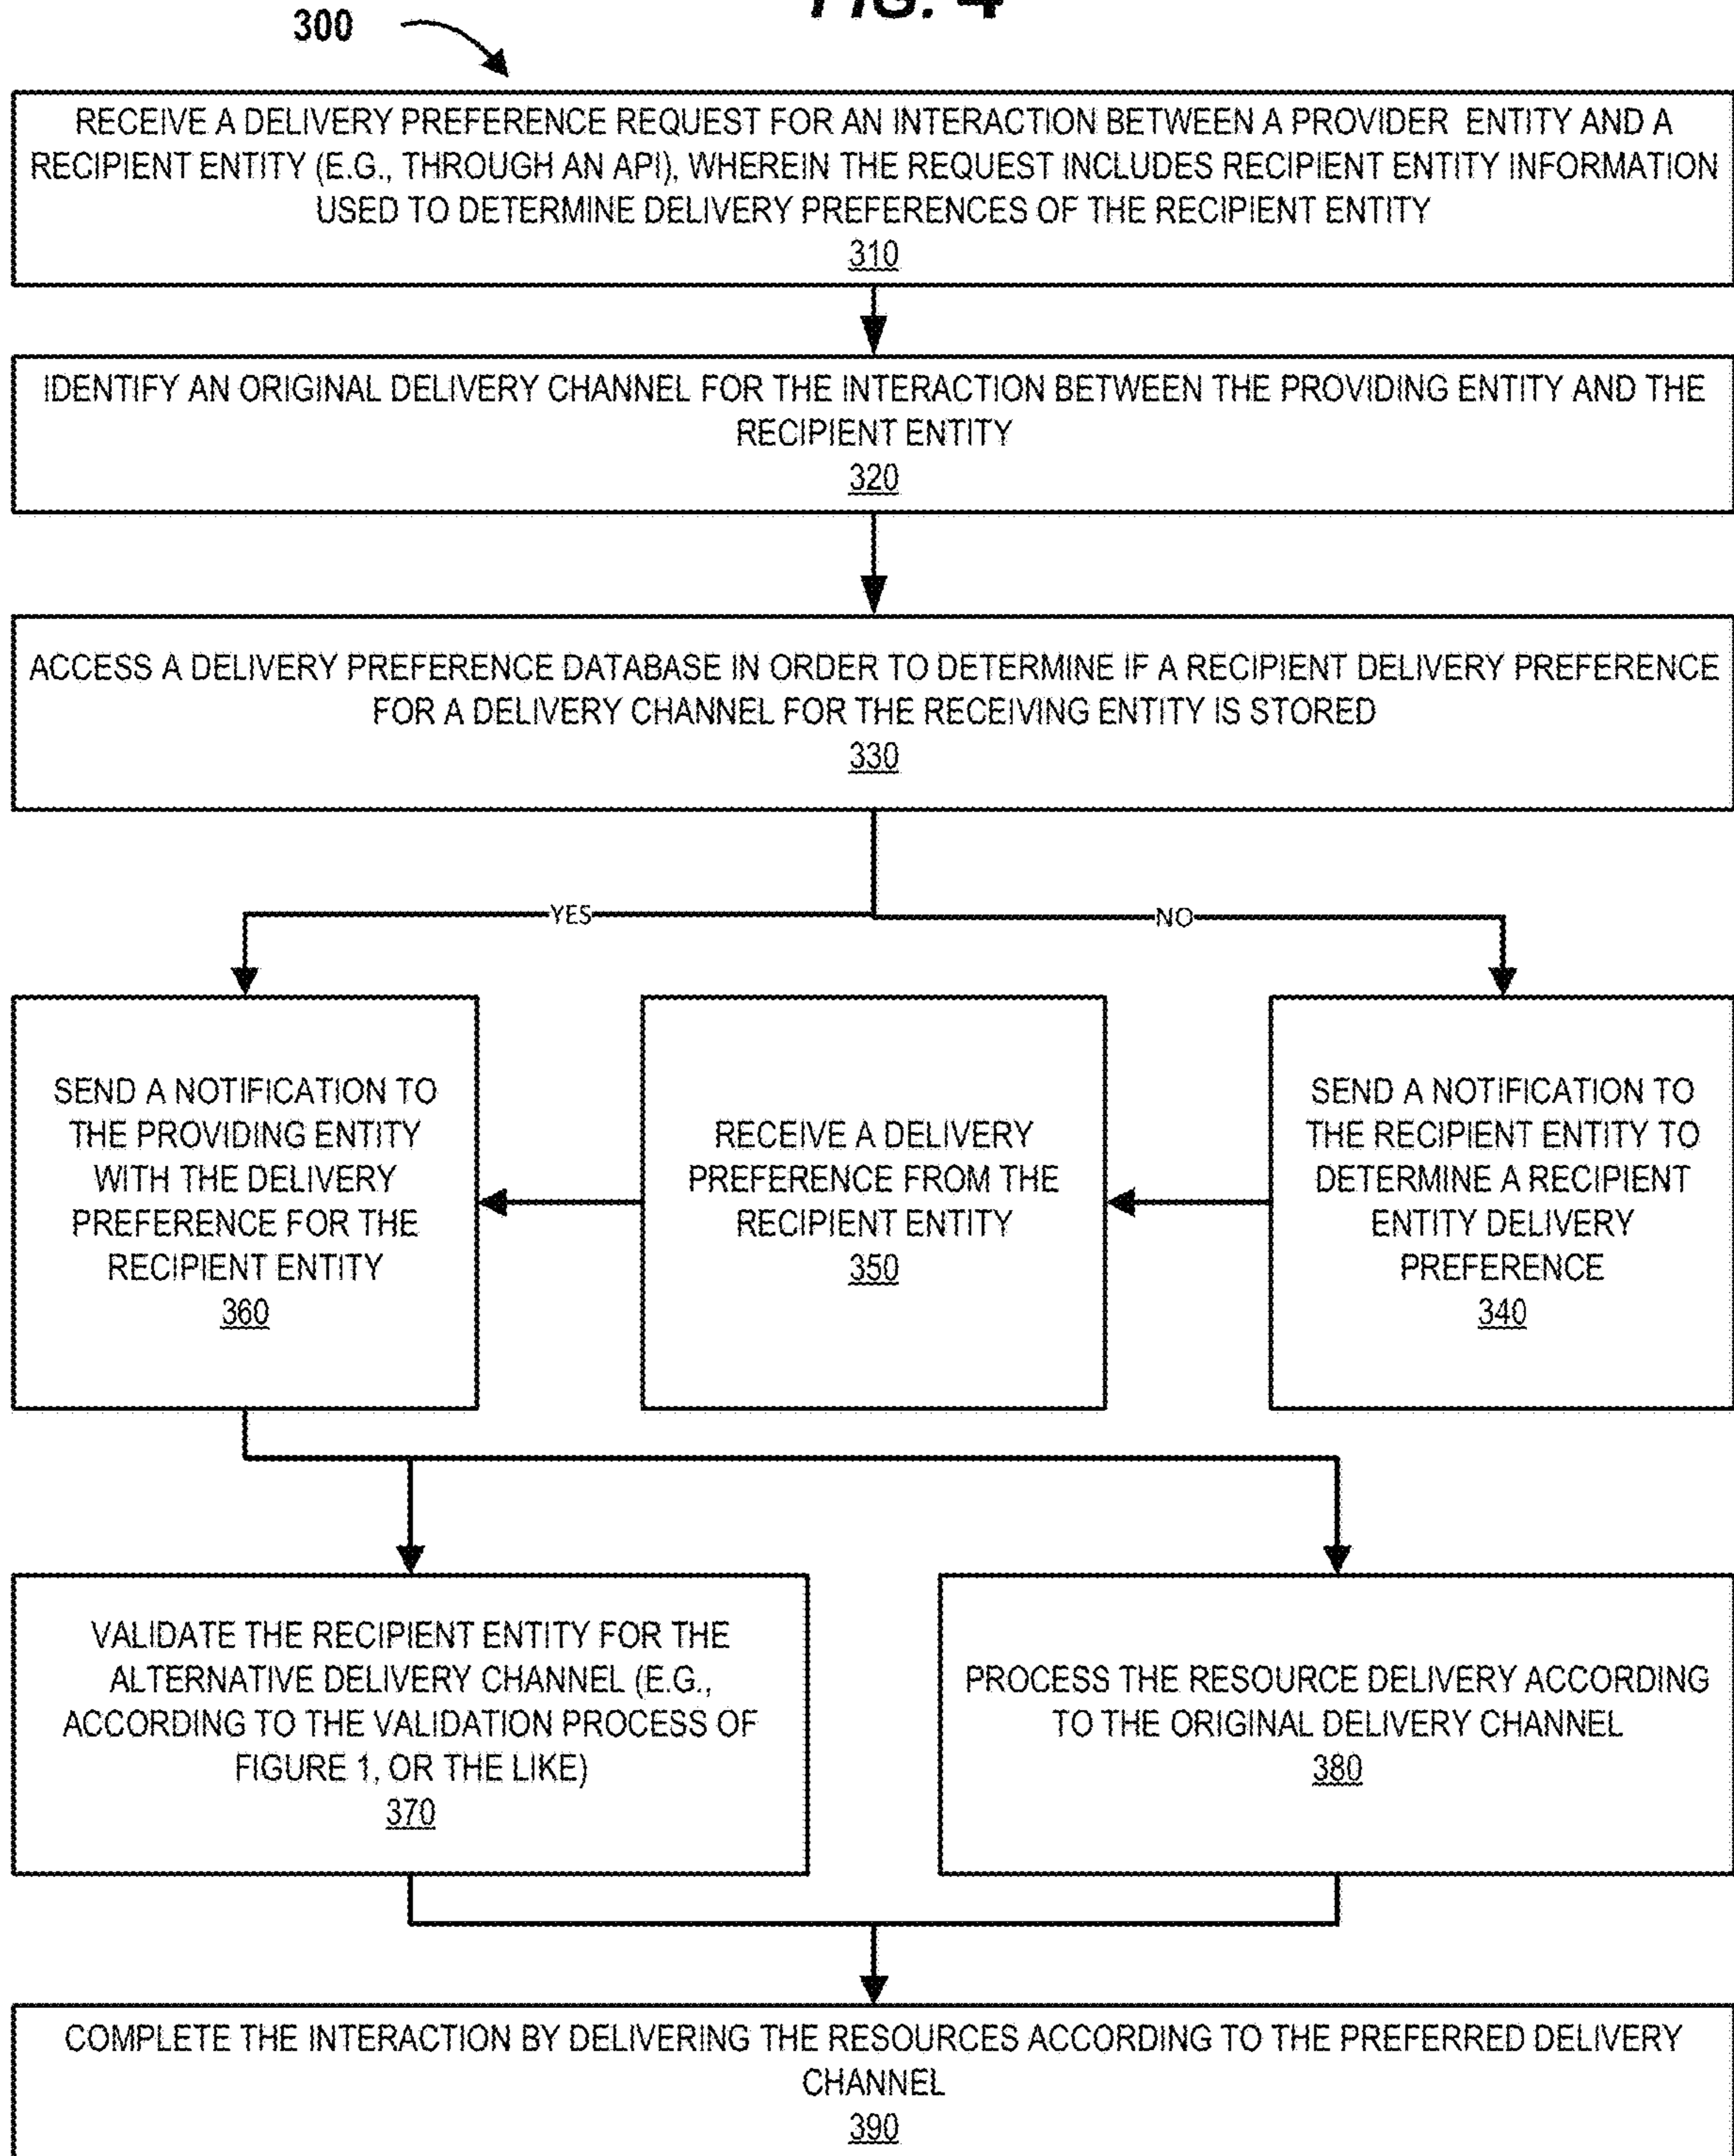 FIG. 4
300
RECEIVE A DELIVERY PREFERENCE REQUEST FOR AN INTERACTION BETWEEN A PROVIDER ENTITY AND A
RECIPIENT ENTITY (E.G., THROUGH AN API), WHEREIN THE REQUEST INCLUDES RECIPIENT ENTITY INFORMATION
USED TO DETERMINE DELIVERY PREFERENCES OF THE RECIPIENT ENTITY
310
IDENTIFY AN ORIGINAL DELIVERY CHANNEL FOR THE INTERACTION BETWEEN THE PROVIDING ENTITY AND THE
RECIPIENT ENTITY
320
ACCESS A DELIVERY PREFERENCE DATABASE IN ORDER TO DETERMINE IF A RECIPIENT DELIVERY PREFERENCE
FOR A DELIVERY CHANNEL FOR THE RECEIVING ENTITY IS STORED
330
YES
NO
SEND A NOTIFICATION TO
THE PROVIDING ENTITY
WITH THE DELIVERY
PREFERENCE FOR THE
RECIPIENT ENTITY
360
RECEIVE A DELIVERY
PREFERENCE FROM THE
RECIPIENT ENTITY
350
SEND A NOTIFICATION TO
THE RECIPIENT ENTITY TO
DETERMINE A RECIPIENT
ENTITY DELIVERY
PREFERENCE
340
VALIDATE THE RECIPIENT ENTITY FOR THE
ALTERNATIVE DELIVERY CHANNEL (E.G.,
ACCORDING TO THE VALIDATION PROCESS OF
FIGURE 1, OR THE LIKE)
370
PROCESS THE RESOURCE DELIVERY ACCORDING
TO THE ORIGINAL DELIVERY CHANNEL
380
COMPLETE THE INTERACTION BY DELIVERING THE RESOURCES ACCORDING TO THE PREFERRED DELIVERY
CHANNEL
390